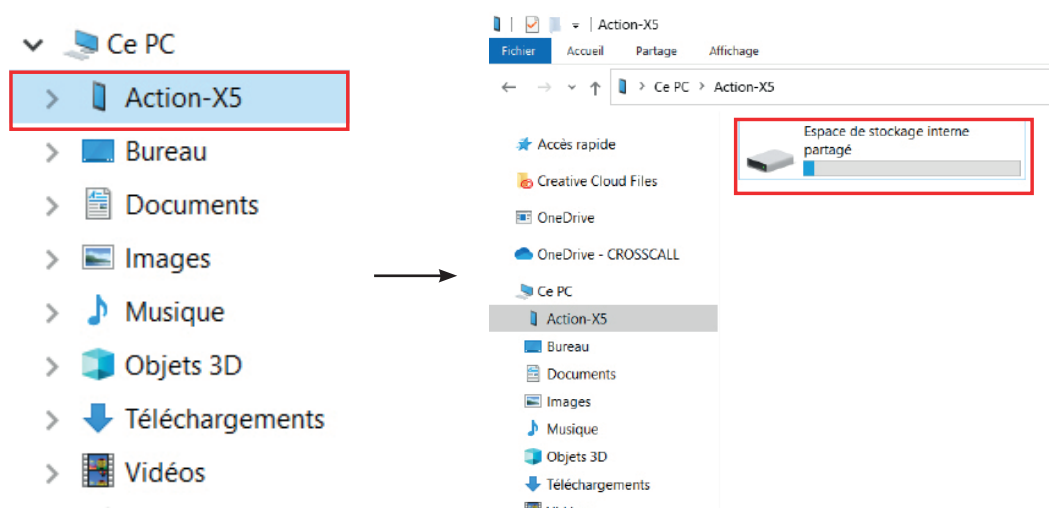 Ce PC
Action-X5
Bureau
Documents
Images
Musique
Objets 3D
Téléchargements
Vidéos
Action-X5
Fichier Accueil Partage Affichage
Ce PC > Action-X5
Accès rapide
Creative Cloud Files
OneDrive
OneDrive - CROSSCALL
Ce PC
Action-X5
Bureau
Documents
Images
Musique
Objets 3D
Téléchargements
Espace de stockage interne
partagé